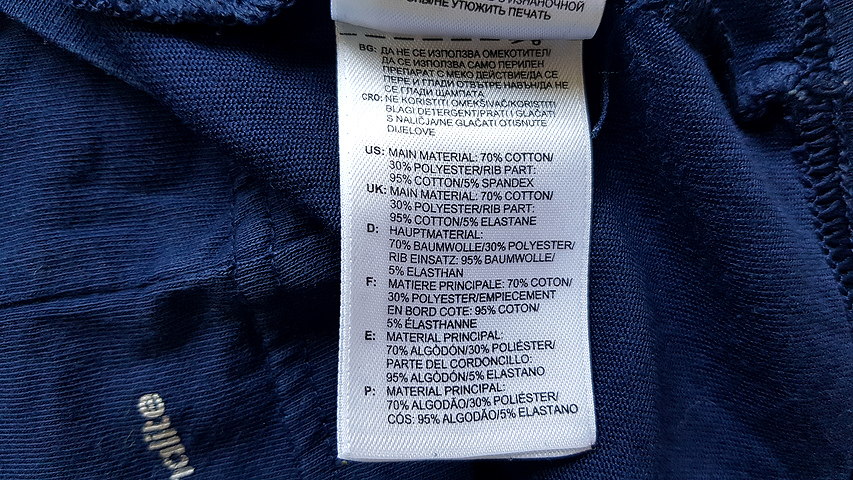 НЕ УТЮЖИТЬ ПЕЧАТЬ
BG: ДА НЕ СЕ ИЗПОЛЗВА ОМЕКОТИТЕЛ/
ДА СЕ ИЗПОЛЗВА САМО ПЕРИЛЕН
ПРЕПАРАТ С МЕКО ДЕЙСТВИЕ/ДА СЕ
ПЕРЕ И ГЛАДИ ОТВЪТРЕ НАВЪН/ДА НЕ
СЕ ГЛАДИ ЩАМПАТА
CRO: NE KORISTITI OMEKŠIVAČ/KORISTITI
BLAGI DETERGENT/PRATI I GLAČATI
S NALIČJA/NE GLAČATI OTISNUTE
DIJELOVE
US: MAIN MATERIAL: 70% COTTON/
30% POLYESTER/RIB PART:
95% COTTON/5% SPANDEX
UK: MAIN MATERIAL: 70% COTTON/
30% POLYESTER/RIB PART:
95% COTTON/5% ELASTANE
D: HAUPTMATERIAL:
70% BAUMWOLLE/30% POLYESTER/
RIB EINSATZ: 95% BAUMWOLLE/
5% ELASTHAN
F: MATIERE PRINCIPALE: 70% COTON/
30% POLYESTER/EMPIECEMENT
EN BORD COTE: 95% COTON/
5% ÉLASTHANNE
E: MATERIAL PRINCIPAL:
70% ALGODÓN/30% POLIÉSTER/
PARTE DEL CORDONCILLO:
95% ALGODÓN/5% ELASTANO
P: MATERIAL PRINCIPAL:
70% ALGODÃO/30% POLIÉSTER/
CÓS: 95% ALGODÃO/5% ELASTANO